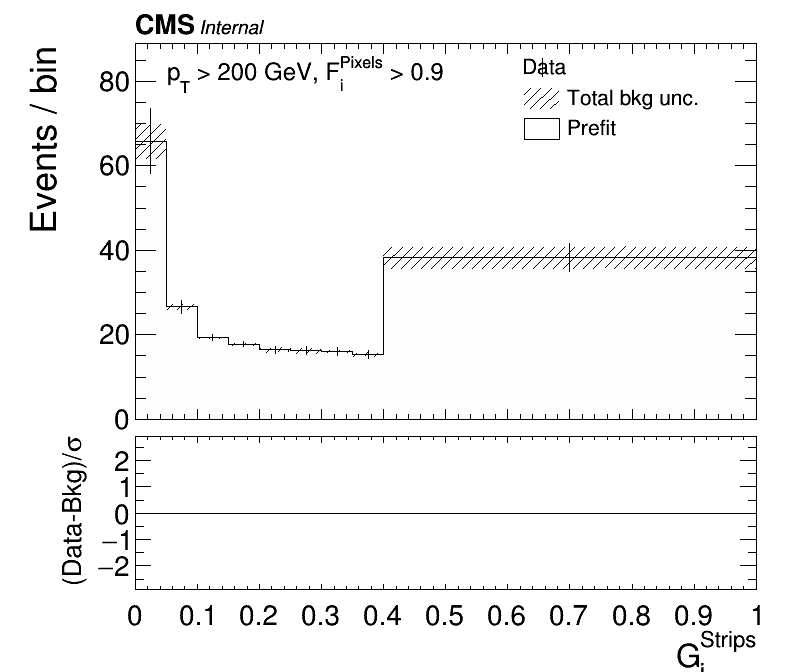 CMS Internal
p_T > 200 GeV, F_i^Pixels > 0.9
Data
Total bkg unc.
Prefit
Events / bin
80
60
40
20
0
(Data-Bkg)/σ
2
1
0
−1
−2
0 0.1 0.2 0.3 0.4 0.5 0.6 0.7 0.8 0.9 1
G_i^Strips